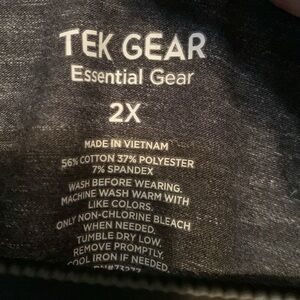 TEK GEAR
Essential Gear
2X
MADE IN VIETNAM
56% COTTON 37% POLYESTER
7% SPANDEX
WASH BEFORE WEARING.
MACHINE WASH WARM WITH
LIKE COLORS.
ONLY NON-CHLORINE BLEACH
WHEN NEEDED.
TUMBLE DRY LOW.
REMOVE PROMPTLY.
COOL IRON IF NEEDED.